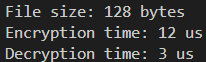 File size: 128 bytes
Encryption time: 12 us
Decryption time: 3 us